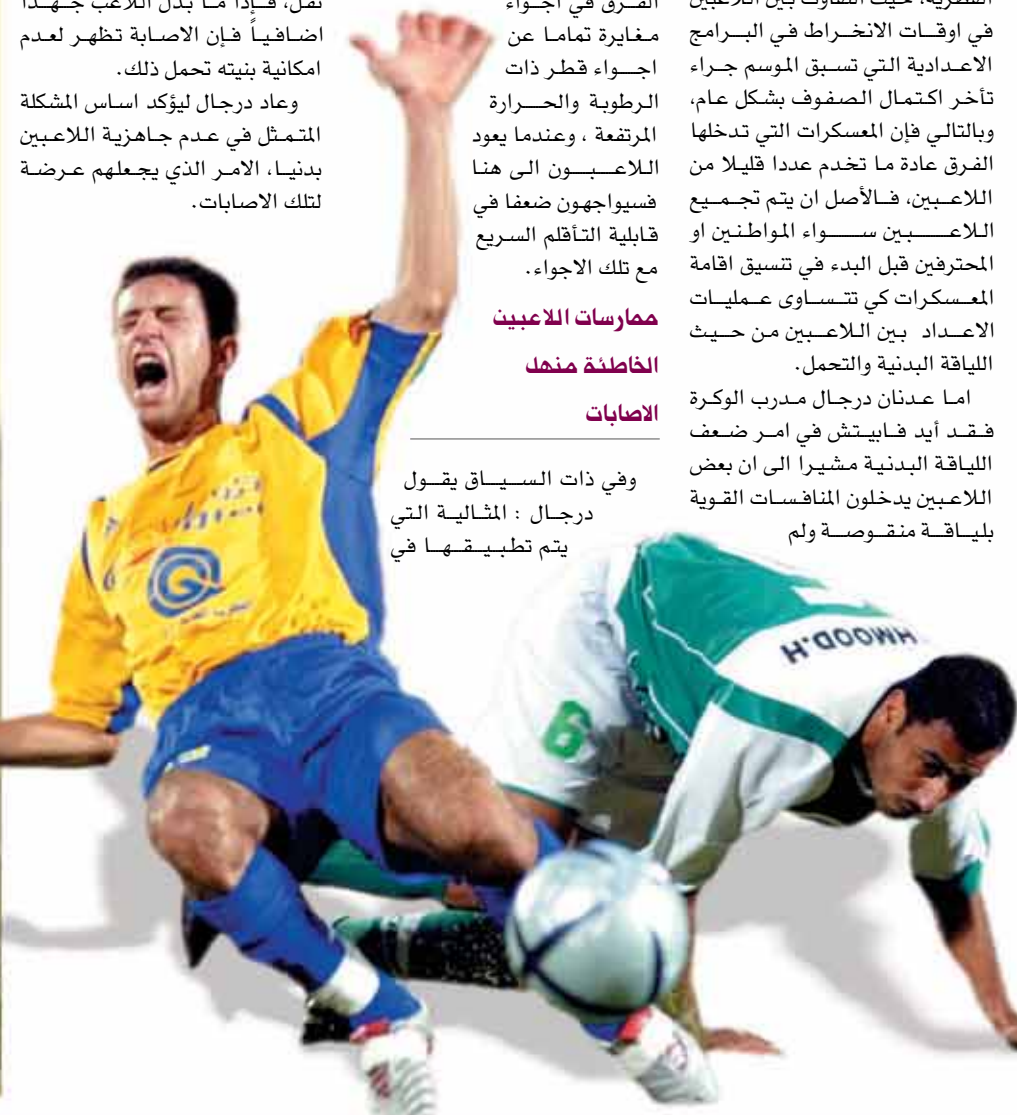 في اوقات الانخراط في البرامج
الاعدادية التي تسبق الموسم جراء
تأخر اكتمال الصفوف بشكل عام،
وبالتالي فإن المعسكرات التي تدخلها
الفرق عادة ما تخدم عددا قليلا من
اللاعبين، فالأصل ان يتم تجميع
اللاعبين سواء المواطنين او
المحترفين قبل البدء في تنسيق اقامة
المعسكرات كي تتساوى عمليات
الاعداد بين اللاعبين من حيث
اللياقة البدنية والتحمل.
اما عدنان درجال مدرب الوكرة
فقد أيد فابيتش في امر ضعف
اللياقة البدنية مشيرا الى ان بعض
اللاعبين يدخلون المنافسات القوية
بلياقة منقوصة ولم
الفرق في اجواء
مغايرة تماما عن
اجواء قطر ذات
الرطوبة والحرارة
المرتفعة ، وعندما يعود
اللاعبون الى هنا
فسيواجهون ضعفا في
قابلية التأقلم السريع
مع تلك الاجواء.
ممارسات اللاعبين
الخاطئة منهل
الاصابات
وفي ذات السياق يقول
درجال : المثالية التي
يتم تطبيقها في
ثقل، فإذا ما بذل اللاعب جهدا
اضافياً فإن الاصابة تظهر لعدم
امكانية بنيته تحمل ذلك.
وعاد درجال ليؤكد اساس المشكلة
المتمثل في عدم جاهزية اللاعبين
بدنيا، الامر الذي يجعلهم عرضة
لتلك الاصابات.
HMOOD.H
6